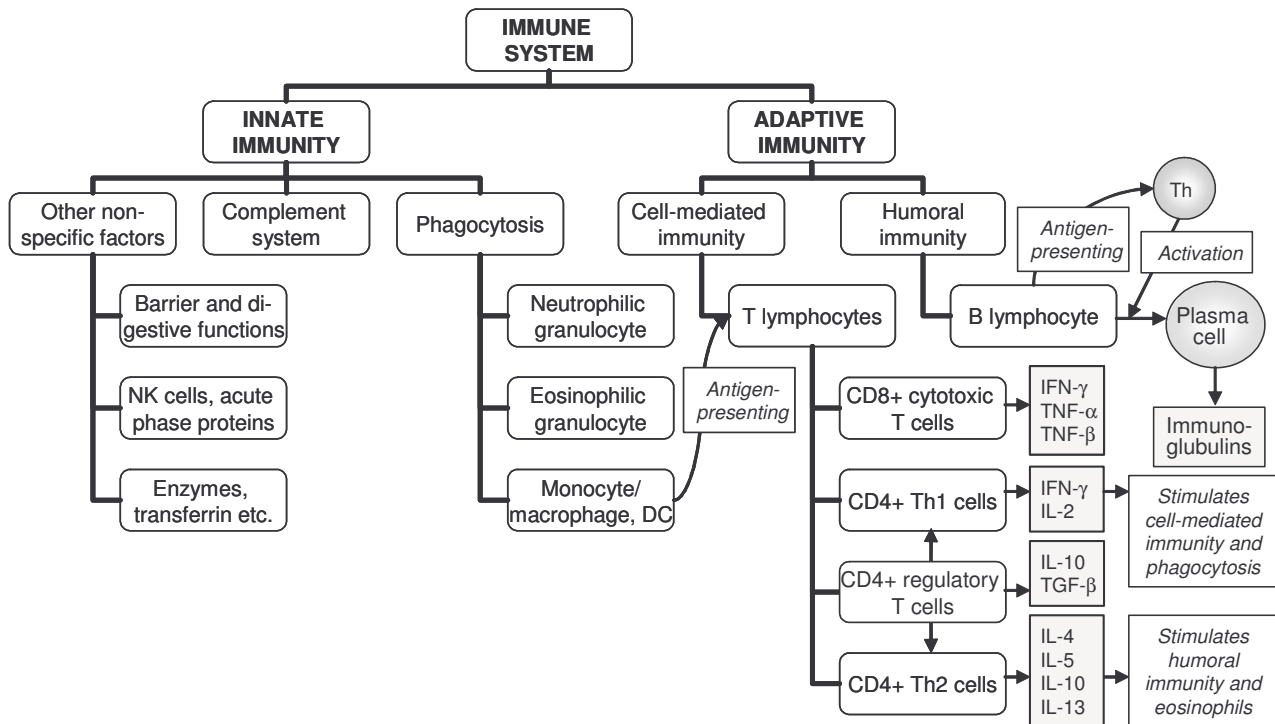 IMMUNE
SYSTEM
INNATE
IMMUNITY
ADAPTIVE
IMMUNITY
Other non-
specific factors
Complement
system
Phagocytosis
Cell-mediated
immunity
Humoral
immunity
Antigen-
presenting
Th
Activation
Barrier and di-
gestive functions
Neutrophilic
granulocyte
T lymphocytes
B lymphocyte
Plasma
cell
NK cells, acute
phase proteins
Eosinophilic
granulocyte
Antigen-
presenting
CD8+ cytotoxic
T cells
IFN-γ
TNF-α
TNF-β
Immuno-
glubulins
Enzymes,
transferrin etc.
Monocyte/
macrophage, DC
CD4+ Th1 cells
IFN-γ
IL-2
Stimulates
cell-mediated
immunity and
phagocytosis
CD4+ regulatory
T cells
IL-10
TGF-β
CD4+ Th2 cells
IL-4
IL-5
IL-10
IL-13
Stimulates
humoral
immunity and
eosinophils